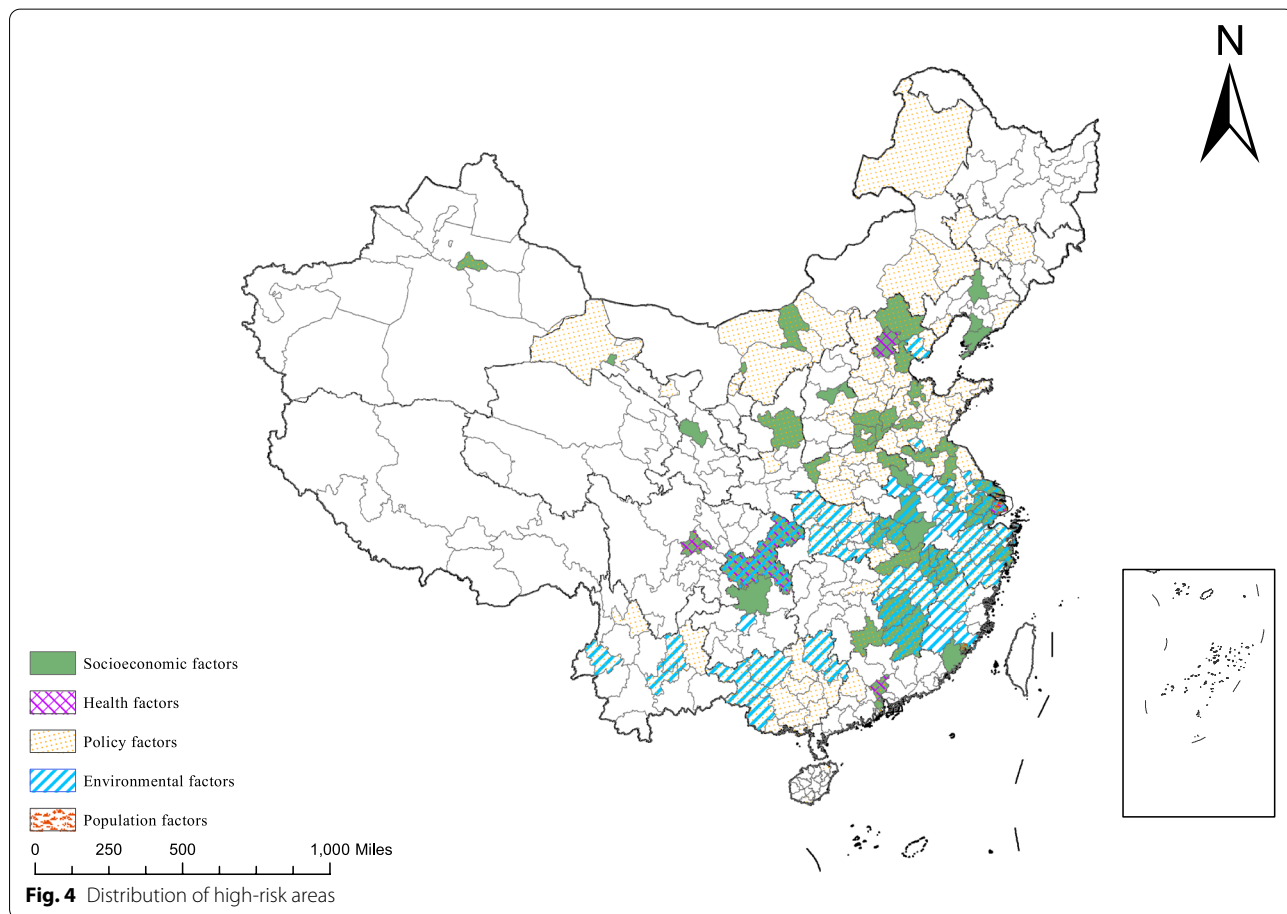 N
Socioeconomic factors
Health factors
Policy factors
Environmental factors
Population factors
0 250 500 1,000 Miles
Fig. 4 Distribution of high-risk areas